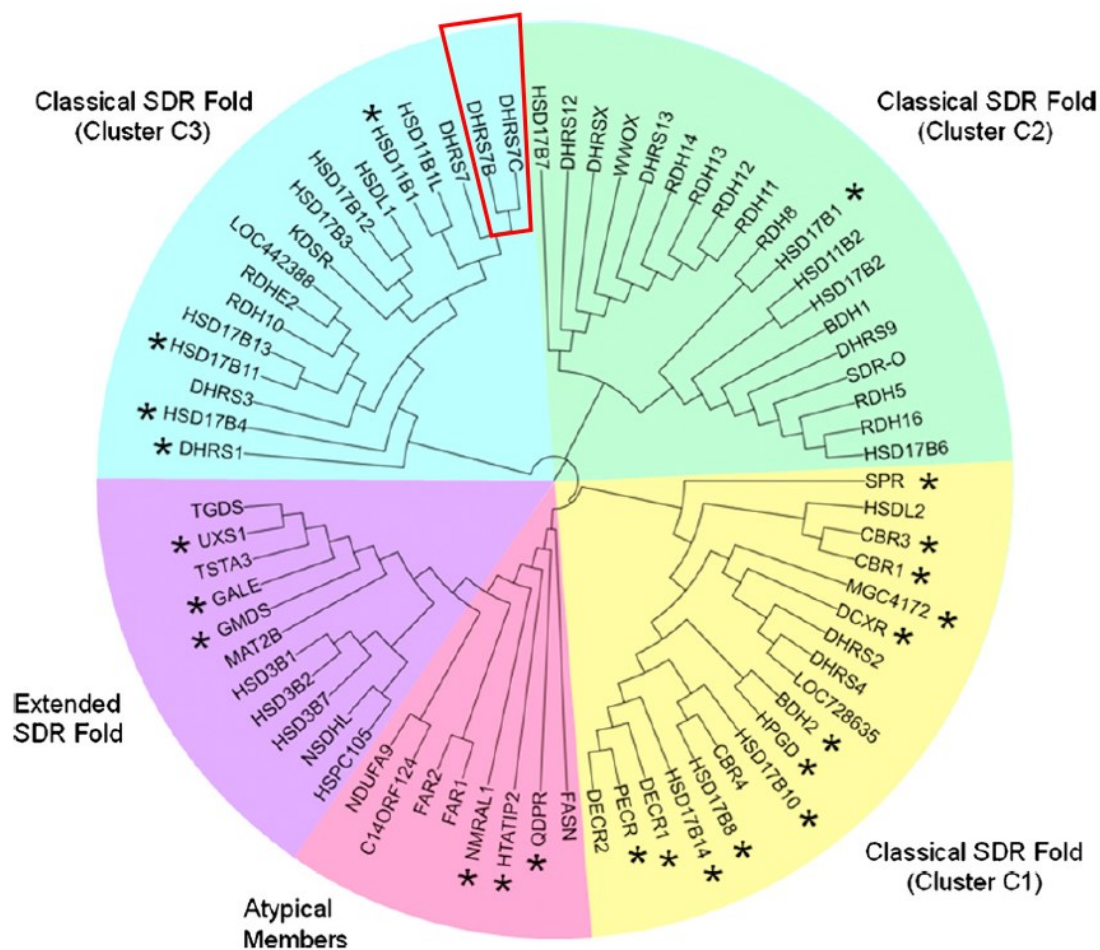 Classical SDR Fold
(Cluster C3)
Classical SDR Fold
(Cluster C2)
HSD17B7
DHRS12
DHRSX
WWOX
DHRS13
RDH14
RDH13
RDH12
RDH11
RDH8
HSD17B1 *
HSD11B2
HSD17B2
BDH1
DHRS9
SDR-O
RDH5
RDH16
HSD17B6
SPR *
HSDL2
CBR3 *
CBR1 *
MGC4172 *
DCXR *
DHRS2
DHRS4
LOC728635
BDH2 *
HPGD *
HSD17B10 *
CBR4
HSD17B8 *
HSD17B14 *
DECR1 *
PECR *
DECR2
Classical SDR Fold
(Cluster C1)
FASN
QDPR *
HTATIP2 *
NMRAL1 *
FAR1
FAR2
C14ORF124
NDUFA9
Atypical
Members
HSPC105
NSDHL
HSD3B7
HSD3B2
HSD3B1
MAT2B
* GMDS
* GALE
TSTA3
* UXS1
TGDS
Extended
SDR Fold
* DHRS1
* HSD17B4
DHRS3
* HSD17B11
HSD17B13
RDH10
RDHE2
LOC442388
KDSR
HSD17B3
HSD17B12
HSDL1
* HSD11B1
HSD11B1L
DHRS7
DHRS7B
DHRS7C